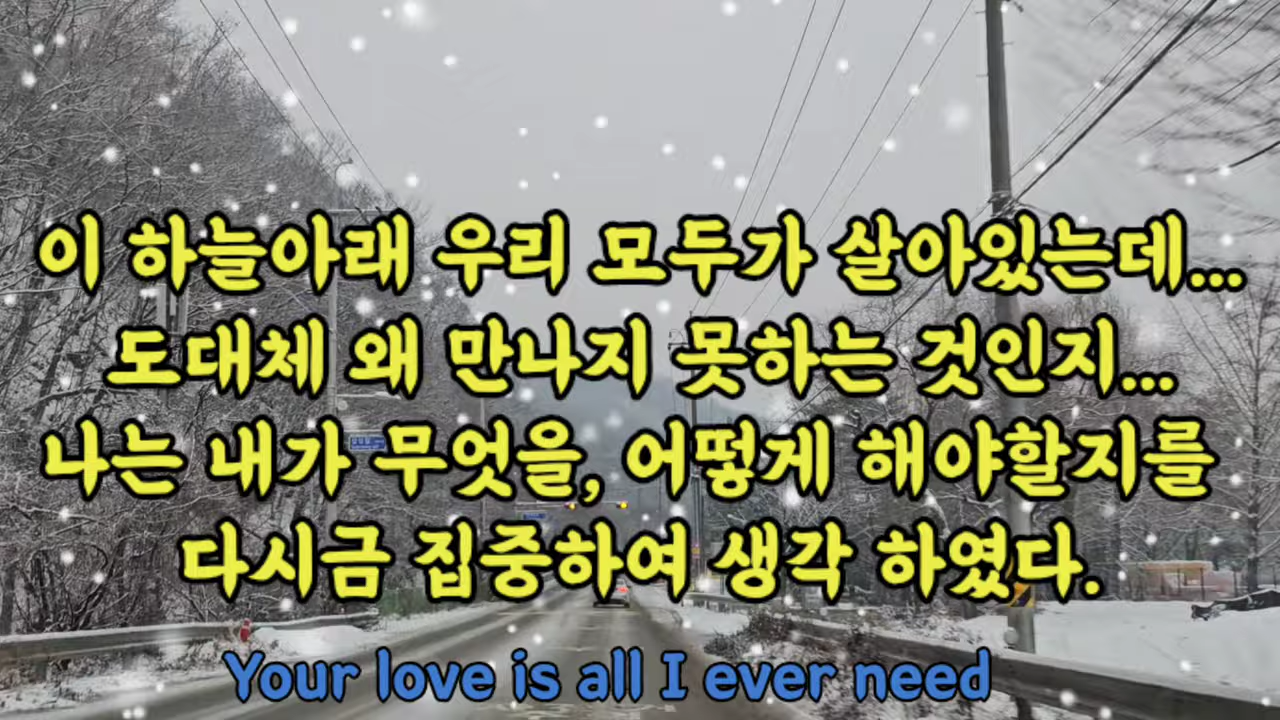 이 하늘아래 우리 모두가 살아있는데...
도대체 왜 만나지 못하는 것인지...
나는 내가 무엇을, 어떻게 해야할지를
다시금 집중하여 생각 하였다.
Your love is all I ever need